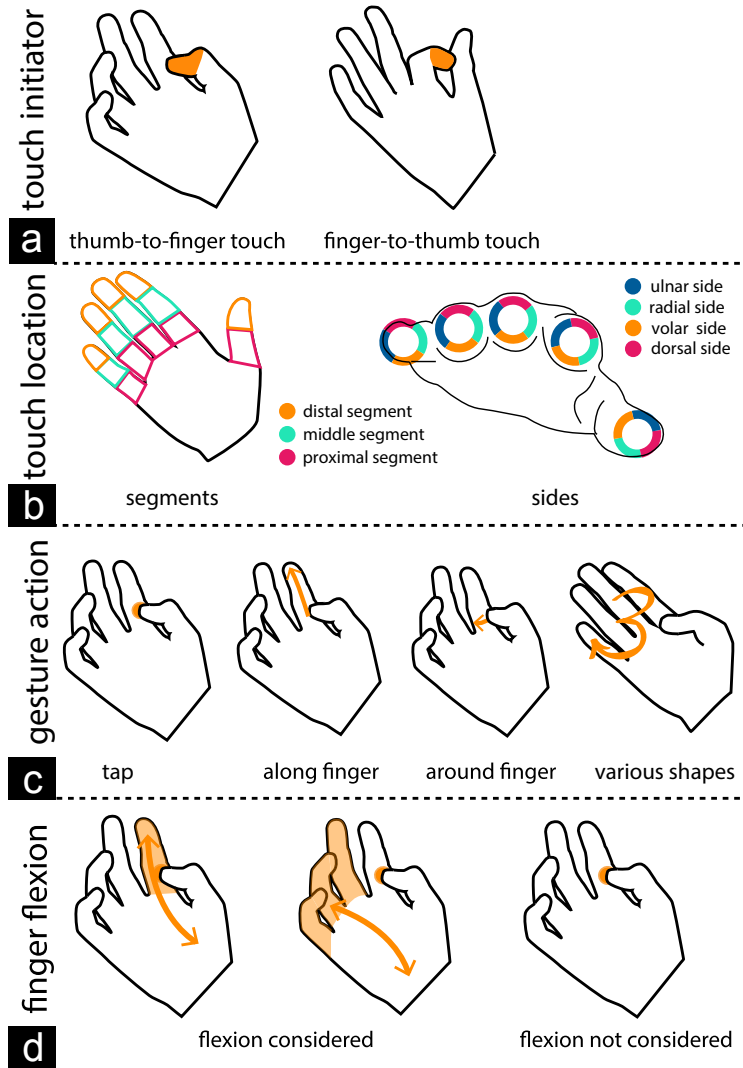 touch initiator
a
thumb-to-finger touch
finger-to-thumb touch
touch location
b
distal segment
middle segment
proximal segment
segments
ulnar side
radial side
volar side
dorsal side
sides
gesture action
c
tap
along finger
around finger
various shapes
finger flexion
d
flexion considered
flexion not considered